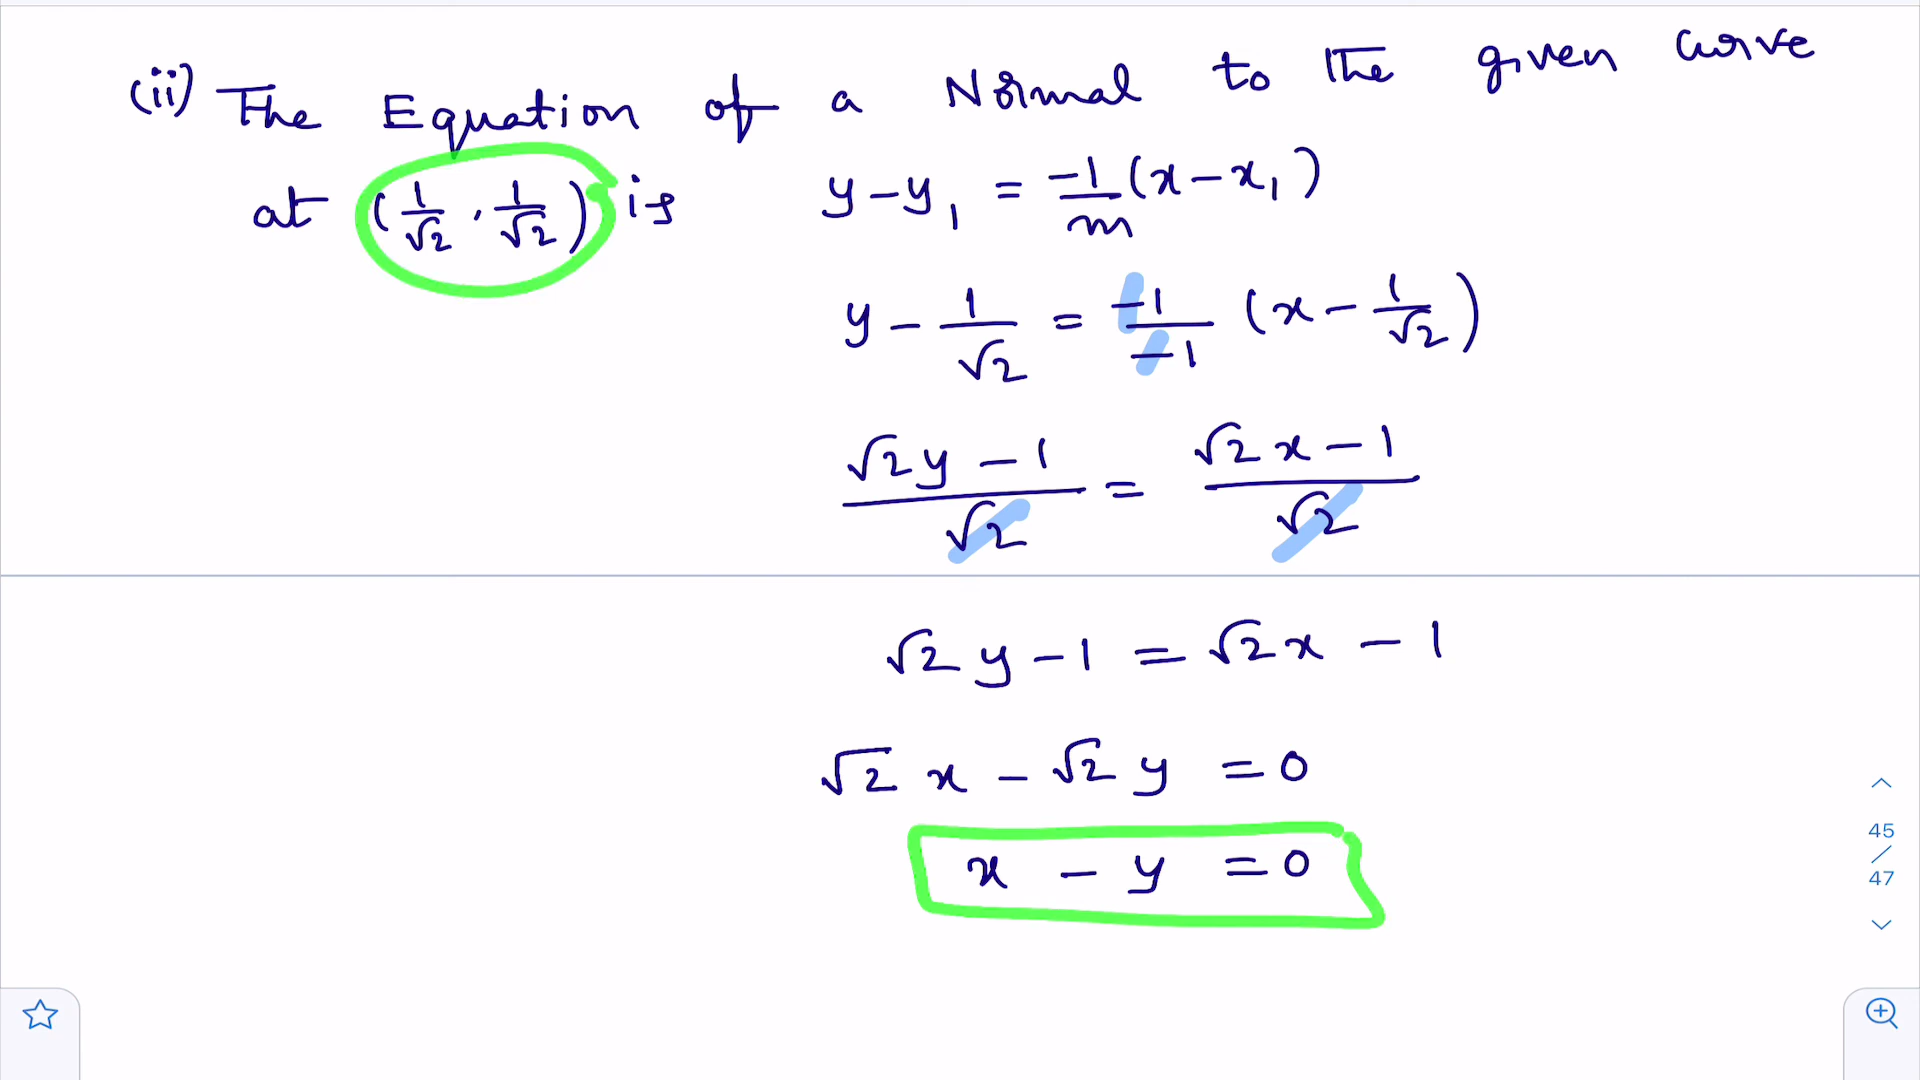 (ii) The Equation of a Normal to the given curve
at (1/√2, 1/√2) is y - y₁ = -1/m (x - x₁)
y - 1/√2 = -1/-1 (x - 1/√2)
√2y - 1/√2 = √2x - 1/√2
√2y - 1 = √2x - 1
√2x - √2y = 0
x - y = 0
45
/
47